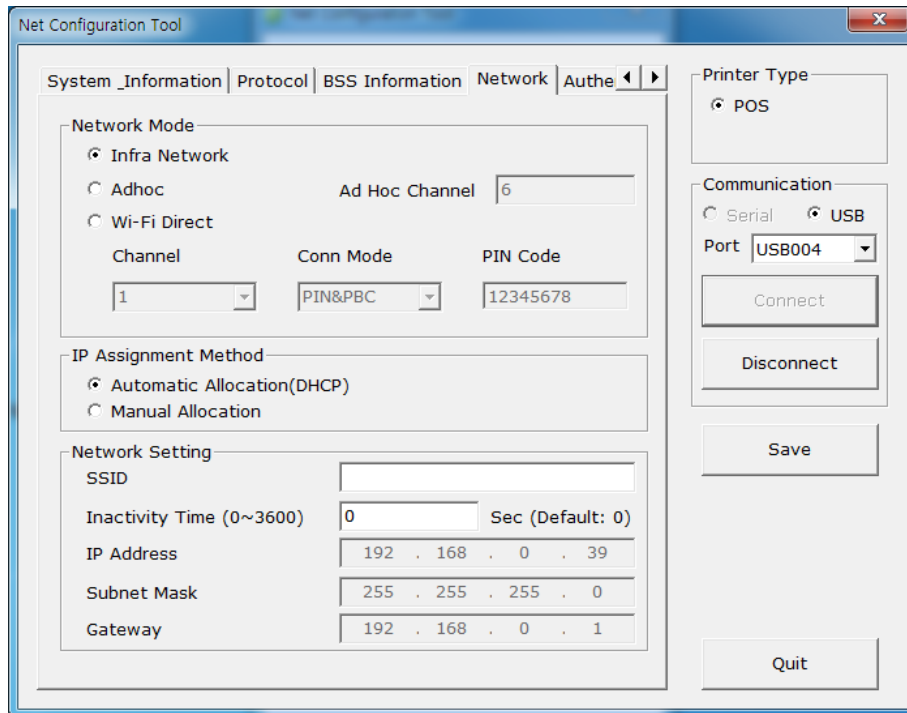 Net Configuration Tool
System _Information Protocol BSS Information Network Authe
Network Mode
Infra Network
Adhoc
Ad Hoc Channel 6
Wi-Fi Direct
Channel Conn Mode PIN Code
1 PIN&PBC 12345678
IP Assignment Method
Automatic Allocation(DHCP)
Manual Allocation
Network Setting
SSID
Inactivity Time (0~3600) 0 Sec (Default: 0)
IP Address 192 . 168 . 0 . 39
Subnet Mask 255 . 255 . 255 . 0
Gateway 192 . 168 . 0 . 1
Printer Type
POS
Communication
Serial USB
Port USB004
Connect
Disconnect
Save
Quit